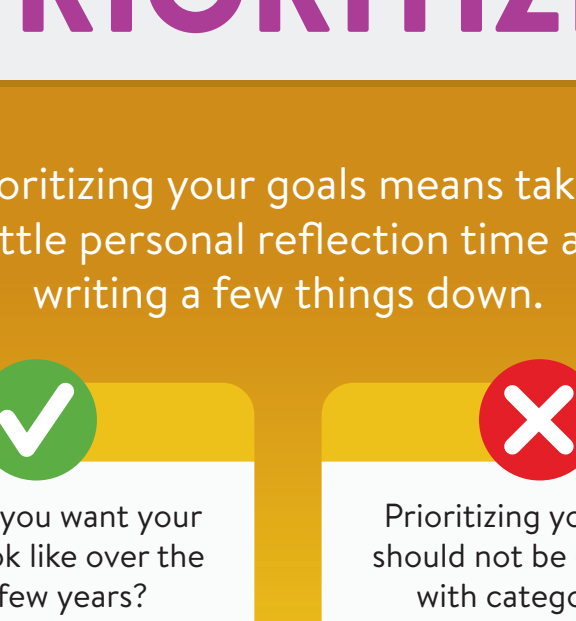 PRIORITIZI
oritizing your goals means tak
ttle personal reflection time a
writing a few things down.
you want your
ok like over the
few years?
Prioritizing yo
should not be
with catego